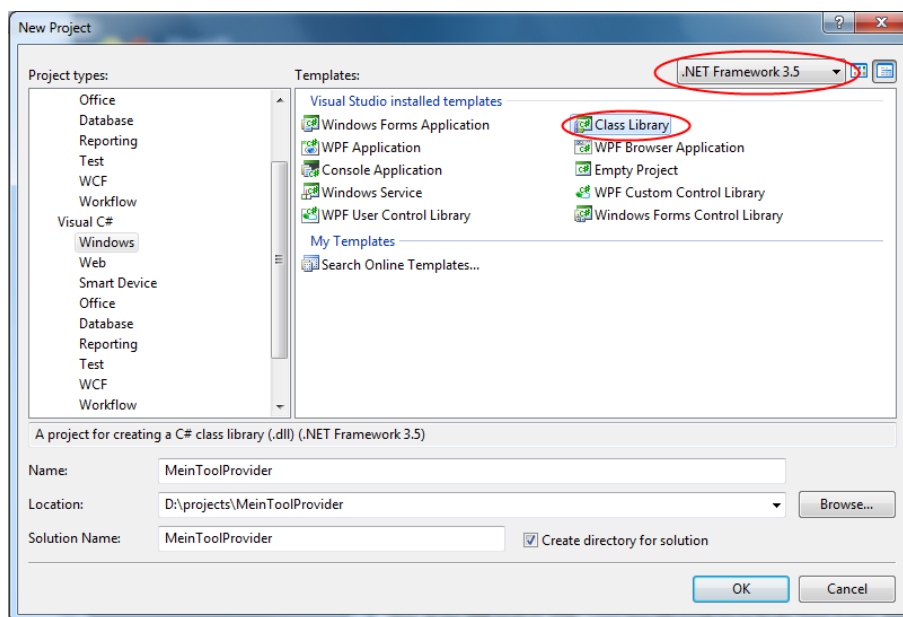 New Project
Project types:
Templates:
.NET Framework 3.5
Office
Database
Reporting
Test
WCF
Workflow
Visual C#
Windows
Web
Smart Device
Office
Database
Reporting
Test
WCF
Workflow
Visual Studio installed templates
Windows Forms Application
Class Library
WPF Application
WPF Browser Application
Console Application
Empty Project
Windows Service
WPF Custom Control Library
WPF User Control Library
Windows Forms Control Library
My Templates
Search Online Templates...
A project for creating a C# class library (.dll) (.NET Framework 3.5)
Name:
MeinToolProvider
Location:
D:\projects\MeinToolProvider
Browse...
Solution Name:
MeinToolProvider
Create directory for solution
OK
Cancel